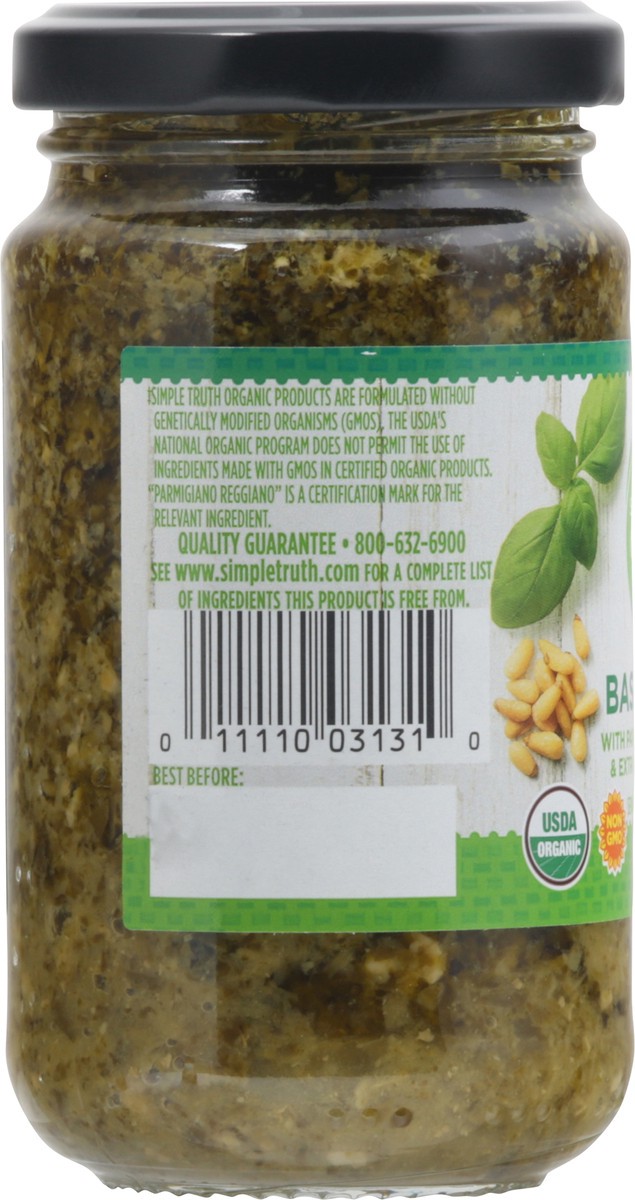 SIMPLE TRUTH ORGANIC PRODUCTS ARE FORMULATED WITHOUT
GENETICALLY MODIFIED ORGANISMS (GMOS). THE USDA'S
NATIONAL ORGANIC PROGRAM DOES NOT PERMIT THE USE OF
INGREDIENTS MADE WITH GMOS IN CERTIFIED ORGANIC PRODUCTS.
"PARMIGIANO REGGIANO" IS A CERTIFICATION MARK FOR THE
RELEVANT INGREDIENT.
QUALITY GUARANTEE • 800-632-6900
SEE www.simpletruth.com FOR A COMPLETE LIST
OF INGREDIENTS THIS PRODUCT IS FREE FROM.
0 11110 03131 0
BEST BEFORE:
BAS
WITH PA
& EXT
USDA
ORGANIC
NON
GMO